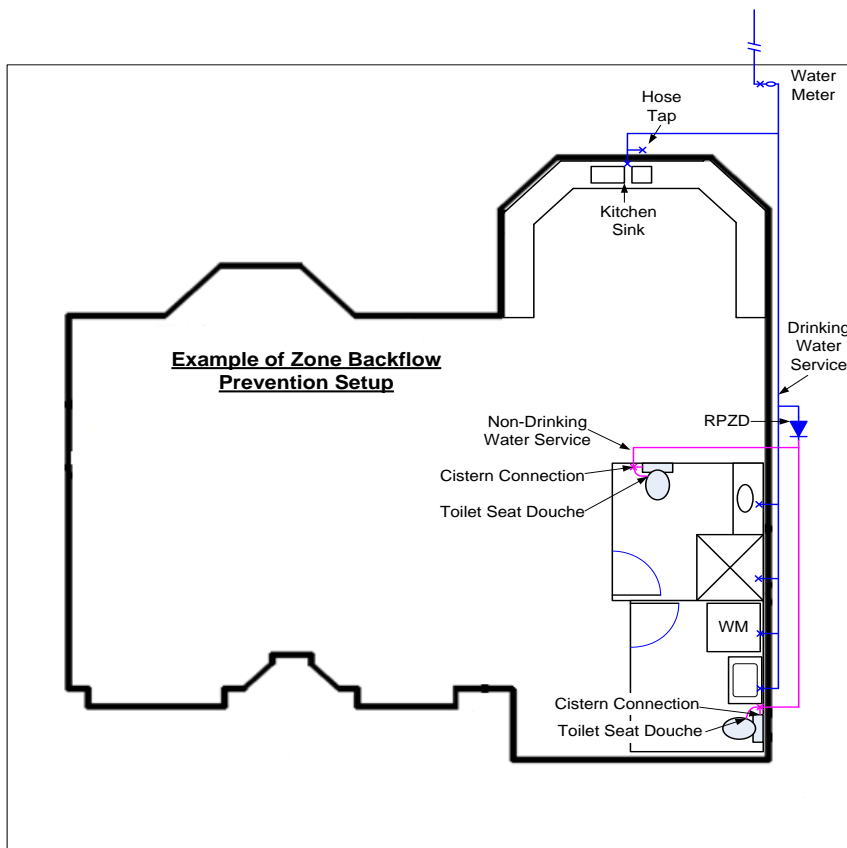 Water
Meter
Hose
Tap
Kitchen
Sink
Drinking
Water
Service
Example of Zone Backflow
Prevention Setup
Non-Drinking
Water Service
RPZD
Cistern Connection
Toilet Seat Douche
WM
Cistern Connection
Toilet Seat Douche